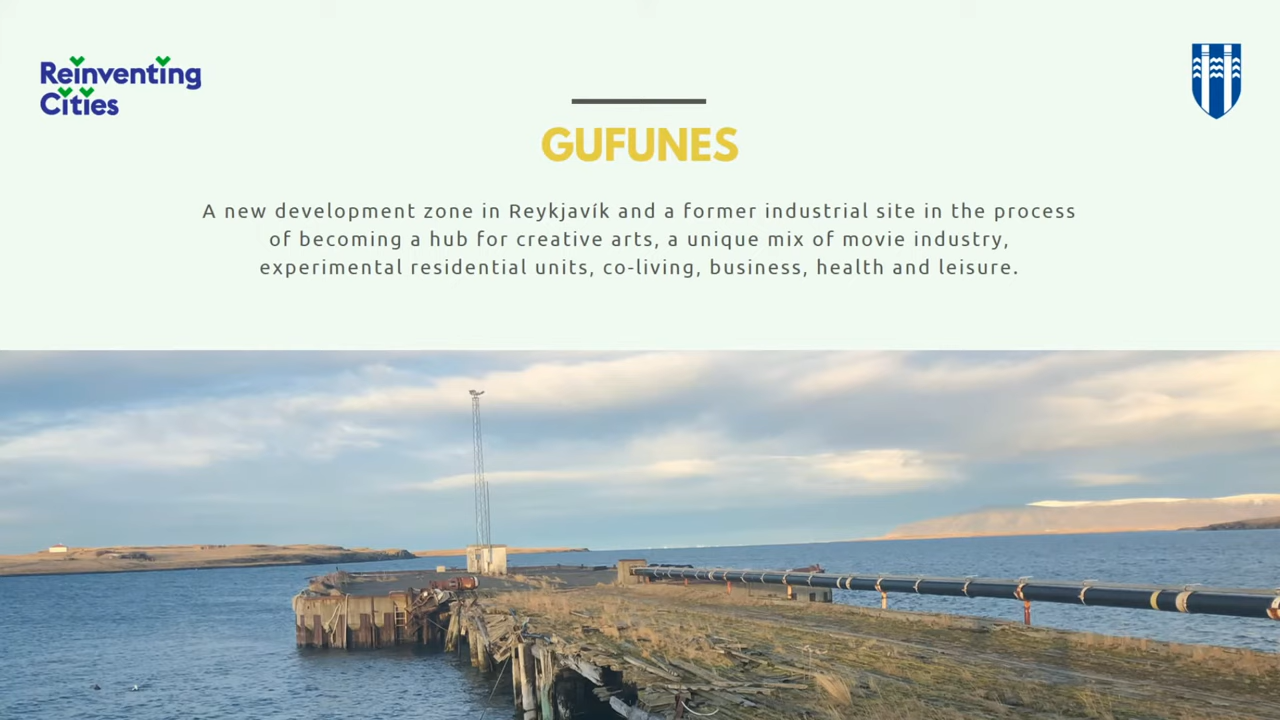 Reinventing
Cities
GUFUNES
A new development zone in Reykjavík and a former industrial site in the process
of becoming a hub for creative arts, a unique mix of movie industry,
experimental residential units, co-living, business, health and leisure.